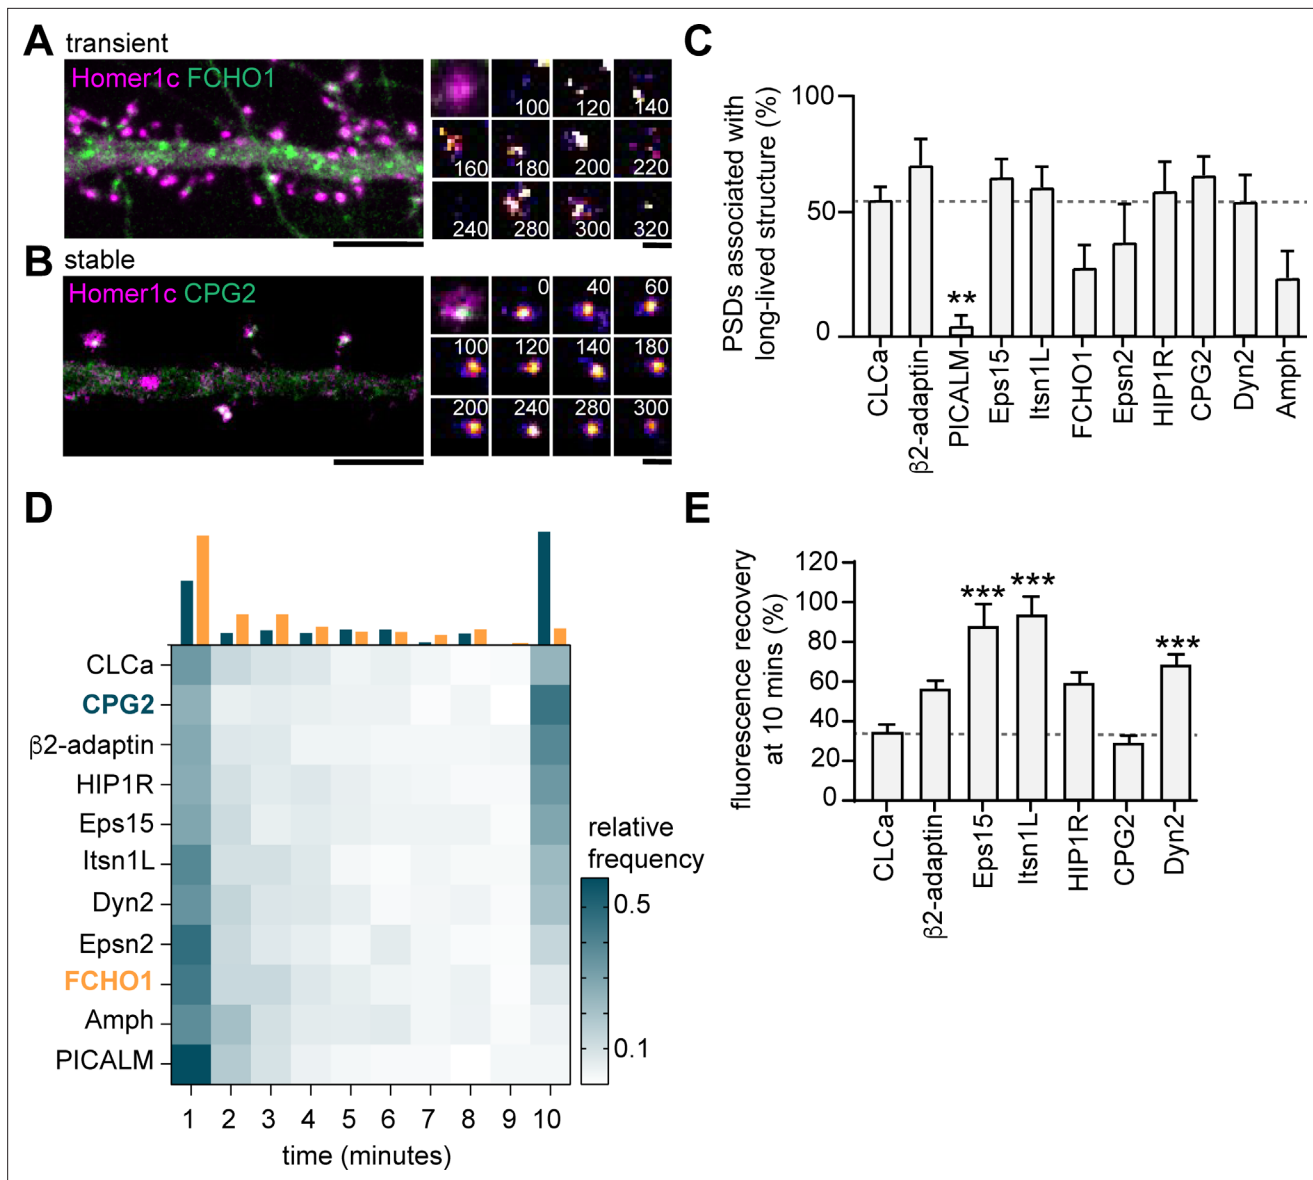 A transient
Homer1c FCHO1
100 120 140
160 180 200 220
240 280 300 320
B stable
Homer1c CPG2
0 40 60
100 120 140 180
200 240 280 300
C
PSDs associated with
long-lived structure (%)
100
50
0
**
CLCa
β2-adaptin
PICALM
Eps15
Itsn1L
FCHO1
Epsn2
HIP1R
CPG2
Dyn2
Amph
D
CLCa
CPG2
β2-adaptin
HIP1R
Eps15
Itsn1L
Dyn2
Epsn2
FCHO1
Amph
PICALM
1 2 3 4 5 6 7 8 9 10
time (minutes)
relative
frequency
0.5
0.1
E
fluorescence recovery
at 10 mins (%)
120
100
80
60
40
20
0
*** *** ***
CLCa
β2-adaptin
Eps15
Itsn1L
HIP1R
CPG2
Dyn2